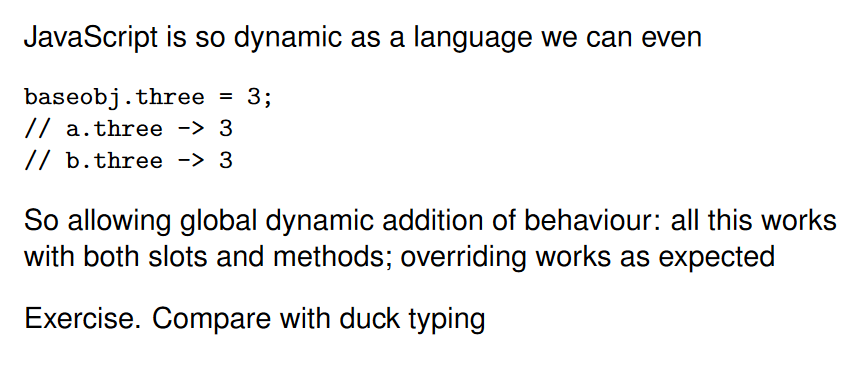 JavaScript is so dynamic as a language we can even
baseobj.three = 3;
// a.three -> 3
// b.three -> 3
So allowing global dynamic addition of behaviour: all this works
with both slots and methods; overriding works as expected
Exercise. Compare with duck typing